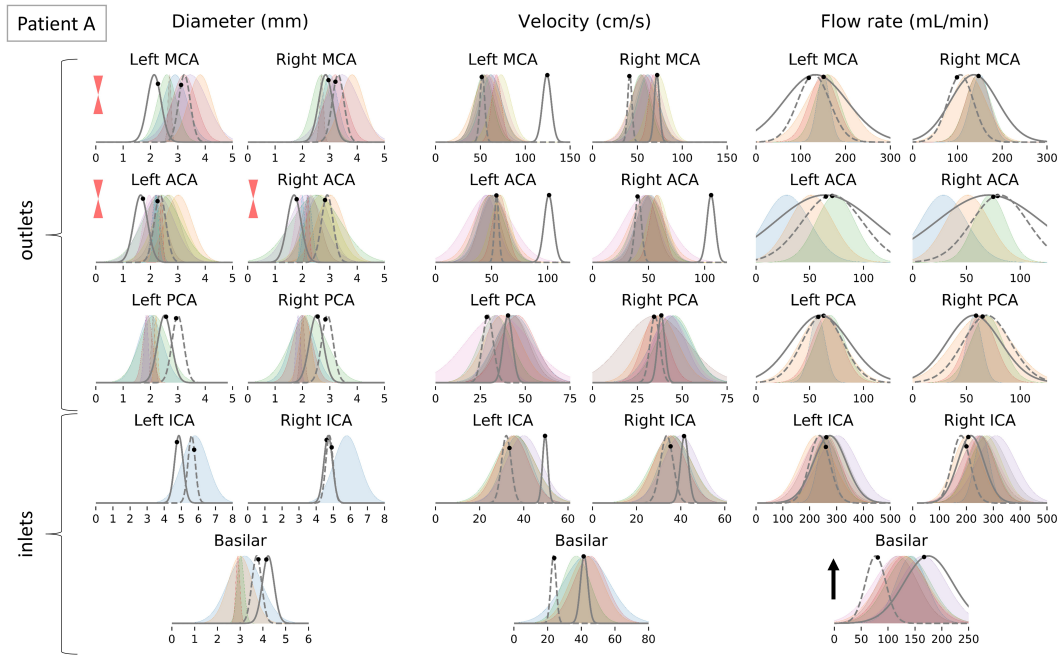 Patient A
Diameter (mm)
Velocity (cm/s)
Flow rate (mL/min)
outlets
Left MCA
Right MCA
Left MCA
Right MCA
Left MCA
Right MCA
0 1 2 3 4 5
0 1 2 3 4 5
0 50 100 150
0 50 100 150
0 100 200 300
0 100 200 300
Left ACA
Right ACA
Left ACA
Right ACA
Left ACA
Right ACA
0 1 2 3 4 5
0 1 2 3 4 5
0 50 100
0 50 100
0 50 100
0 50 100
Left PCA
Right PCA
Left PCA
Right PCA
Left PCA
Right PCA
0 1 2 3 4 5
0 1 2 3 4 5
0 25 50 75
0 25 50 75
0 50 100
0 50 100
inlets
Left ICA
Right ICA
Left ICA
Right ICA
Left ICA
Right ICA
0 1 2 3 4 5 6 7 8
0 1 2 3 4 5 6 7 8
0 20 40 60
0 20 40 60
0 100 200 300 400 500
0 100 200 300 400 500
Basilar
Basilar
Basilar
0 1 2 3 4 5 6
0 20 40 60 80
0 50 100 150 200 250